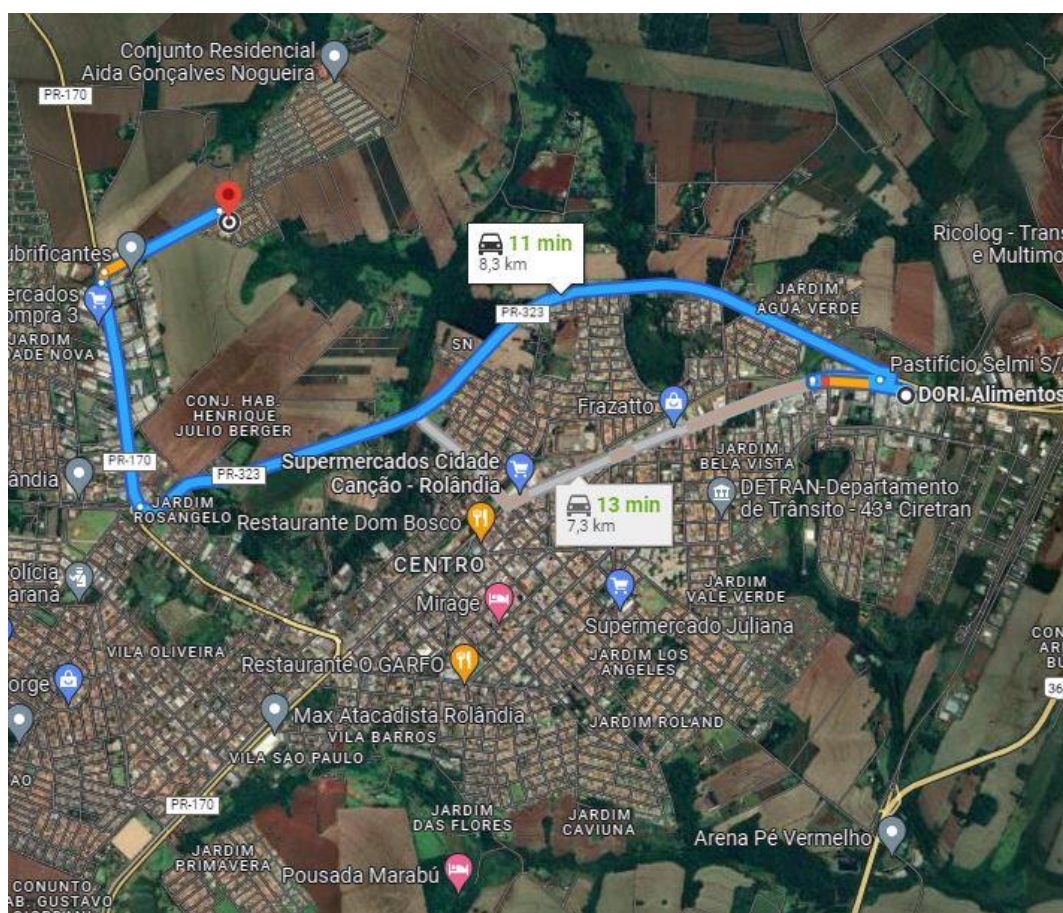 Conjunto Residencial
Aida Gonçalves Nogueira
PR-170
ubrificantes
ercados
ompra 3
JARDIM
DADE NOVA
11 min
8,3 km
Ricolog - Trans
e Multimo
JARDIM
ÁGUA VERDE
PR-323
SN
Pastifício Selmi S/A
DORI Alimentos
CONJ. HAB.
HENRIQUE
JULIO BERGER
Frazatto
PR-170
PR-323
Supermercados Cidade
Canção - Rolândia
JARDIM
BELA VISTA
ândia
JARDIM
ROSANGELO
13 min
7,3 km
DETRAN-Departamento
de Trânsito - 43ª Ciretran
Restaurante Dom Bosco
CENTRO
olícia
araná
Mirage
JARDIM
VALE VERDE
Supermercado Juliana
VILA OLIVEIRA
Restaurante O GARFO
JARDIM LOS
ANGELES
CON
AR
BU
orge
36
Max Atacadista Rolândia
VILA BARROS
JARDIM ROLAND
VILA SAO PAULO
AO
PR-170
JARDIM
DAS FLORES
JARDIM
CAVIUNA
Arena Pé Vermelho
JARDIM
PRIMAVERA
Pousada Marabú
CONUNTO
AB. GUSTAVO